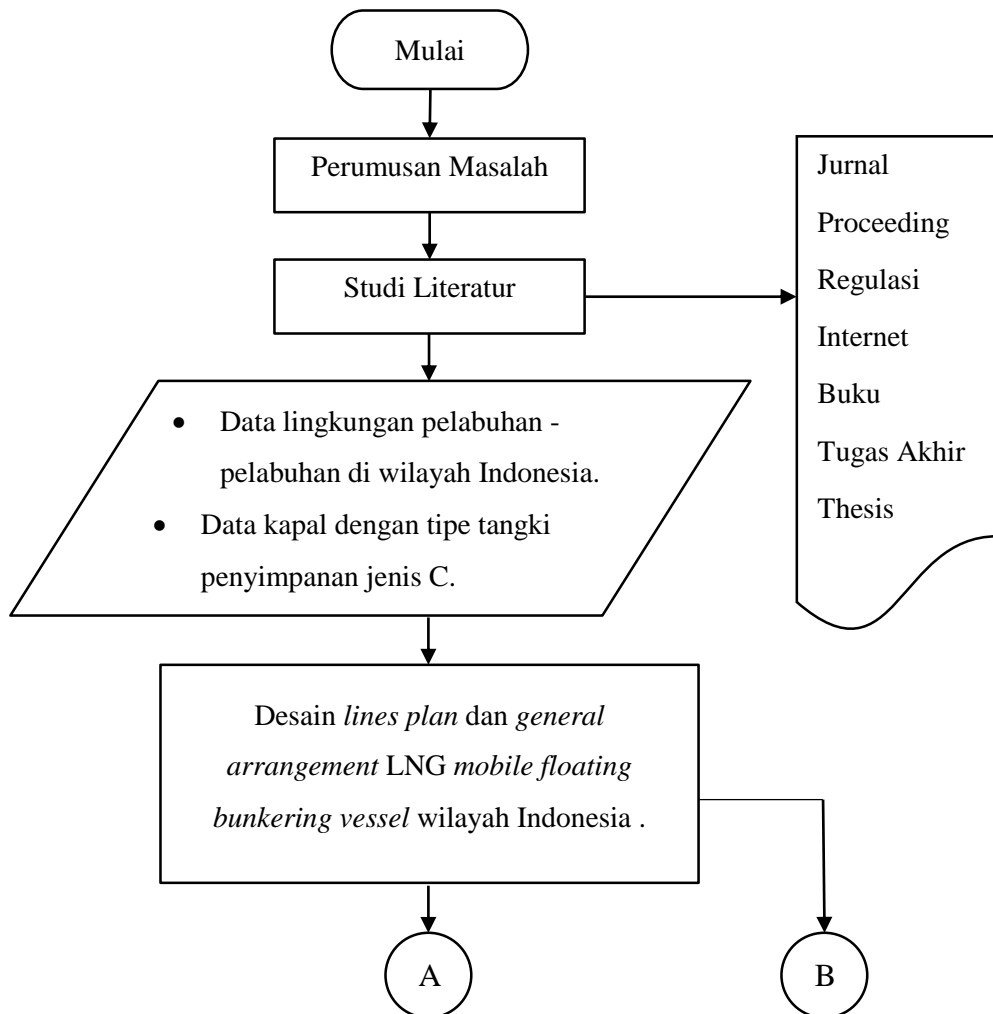 Mulai
Perumusan Masalah
Studi Literatur
Jurnal
Proceeding
Regulasi
Internet
Buku
Tugas Akhir
Thesis
• Data lingkungan pelabuhan -
pelabuhan di wilayah Indonesia.
• Data kapal dengan tipe tangki
penyimpanan jenis C.
Desain lines plan dan general
arrangement LNG mobile floating
bunkering vessel wilayah Indonesia .
A
B